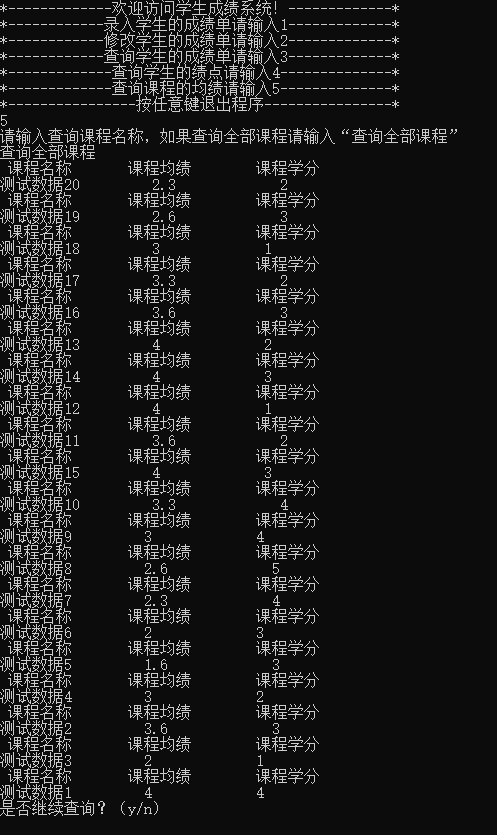 *-------------欢迎访问学生成绩系统! -------------*
*------------录入学生的成绩单请输入1-------------*
*------------修改学生的成绩单请输入2-------------*
*------------查询学生的成绩单请输入3-------------*
*-------------查询学生的绩点请输入4--------------*
*-------------查询课程的均绩请输入5--------------*
*----------------按任意键退出程序----------------*
5
请输入查询课程名称，如果查询全部课程请输入“查询全部课程”
查询全部课程
课程名称 课程均绩 课程学分
测试数据20 2.3 2
课程名称 课程均绩 课程学分
测试数据19 2.6 3
课程名称 课程均绩 课程学分
测试数据18 3 1
课程名称 课程均绩 课程学分
测试数据17 3.3 2
课程名称 课程均绩 课程学分
测试数据16 3.6 3
课程名称 课程均绩 课程学分
测试数据13 4 2
课程名称 课程均绩 课程学分
测试数据14 4 3
课程名称 课程均绩 课程学分
测试数据12 4 1
课程名称 课程均绩 课程学分
测试数据11 3.6 2
课程名称 课程均绩 课程学分
测试数据15 4 3
课程名称 课程均绩 课程学分
测试数据10 3.3 4
课程名称 课程均绩 课程学分
测试数据9 3 4
课程名称 课程均绩 课程学分
测试数据8 2.6 5
课程名称 课程均绩 课程学分
测试数据7 2.3 4
课程名称 课程均绩 课程学分
测试数据6 2 3
课程名称 课程均绩 课程学分
测试数据5 1.6 3
课程名称 课程均绩 课程学分
测试数据4 3 2
课程名称 课程均绩 课程学分
测试数据2 3.6 3
课程名称 课程均绩 课程学分
测试数据3 2 1
课程名称 课程均绩 课程学分
测试数据1 4 4
是否继续查询？（y/n)